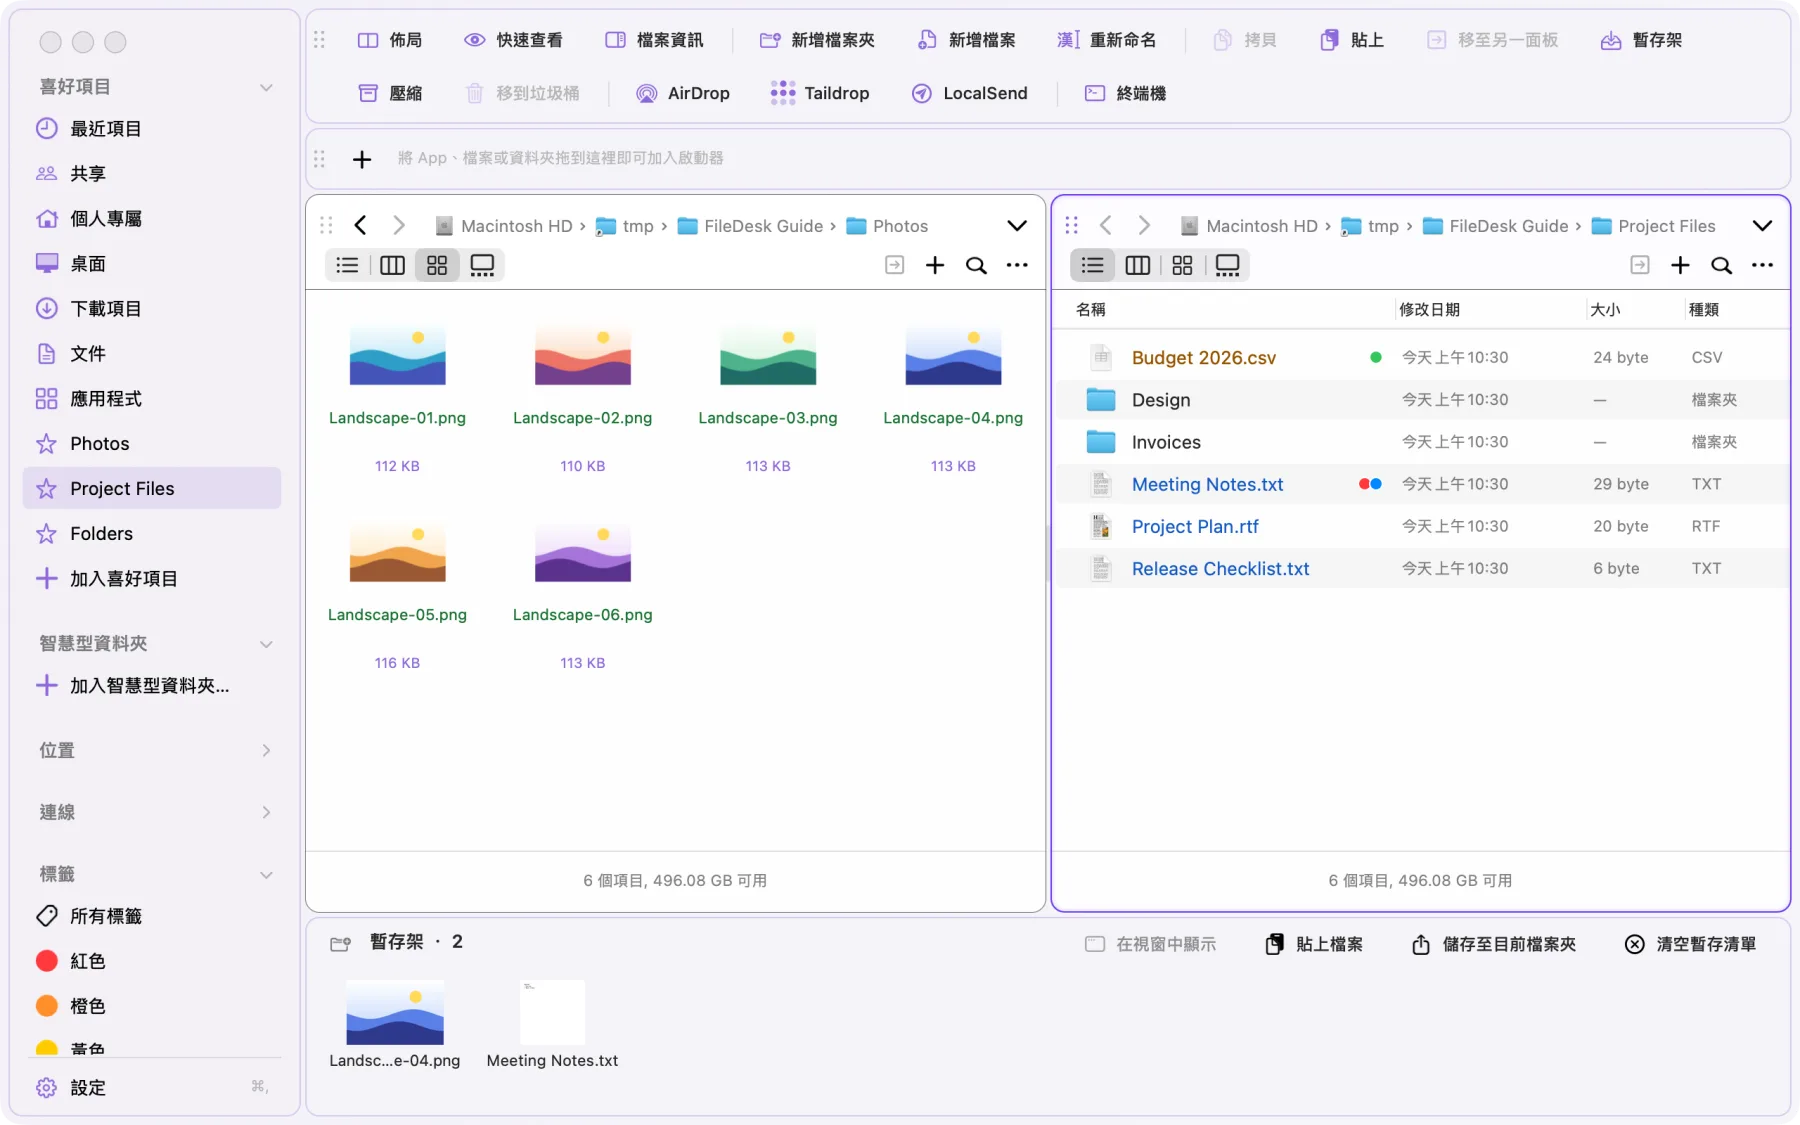 喜好項目
最近項目
共享
個人專屬
桌面
下載項目
文件
應用程式
Photos
Project Files
Folders
加入喜好項目
智慧型資料夾
加入智慧型資料夾...
位置
連線
標籤
所有標籤
紅色
橙色
黃色
設定 ⌘,
佈局 快速查看 檔案資訊 新增檔案夾 新增檔案 漢 重新命名 拷貝 貼上 移至另一面板 暫存架
壓縮 移到垃圾桶 AirDrop Taildrop LocalSend 終端機
將 App、檔案或資料夾拖到這裡即可加入啟動器
Macintosh HD › tmp › FileDesk Guide › Photos
Landscape-01.png Landscape-02.png Landscape-03.png Landscape-04.png
112 KB 110 KB 113 KB 113 KB
Landscape-05.png Landscape-06.png
116 KB 113 KB
6 個項目, 496.08 GB 可用
Macintosh HD › tmp › FileDesk Guide › Project Files
名稱 修改日期 大小 種類
Budget 2026.csv 今天上午10:30 24 byte CSV
Design 今天上午10:30 — 檔案夾
Invoices 今天上午10:30 — 檔案夾
Meeting Notes.txt 今天上午10:30 29 byte TXT
Project Plan.rtf 今天上午10:30 20 byte RTF
Release Checklist.txt 今天上午10:30 6 byte TXT
6 個項目, 496.08 GB 可用
暫存架 · 2 在視窗中顯示 貼上檔案 儲存至目前檔案夾 清空暫存清單
Landsc...e-04.png Meeting Notes.txt